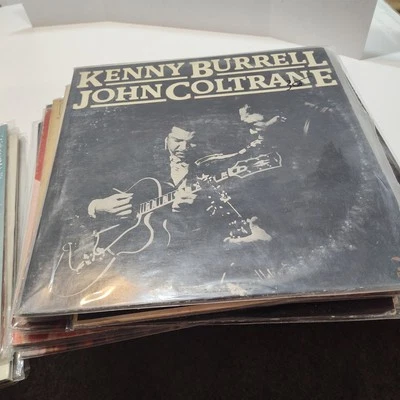 KENNY BURRELL
JOHN COLTRANE